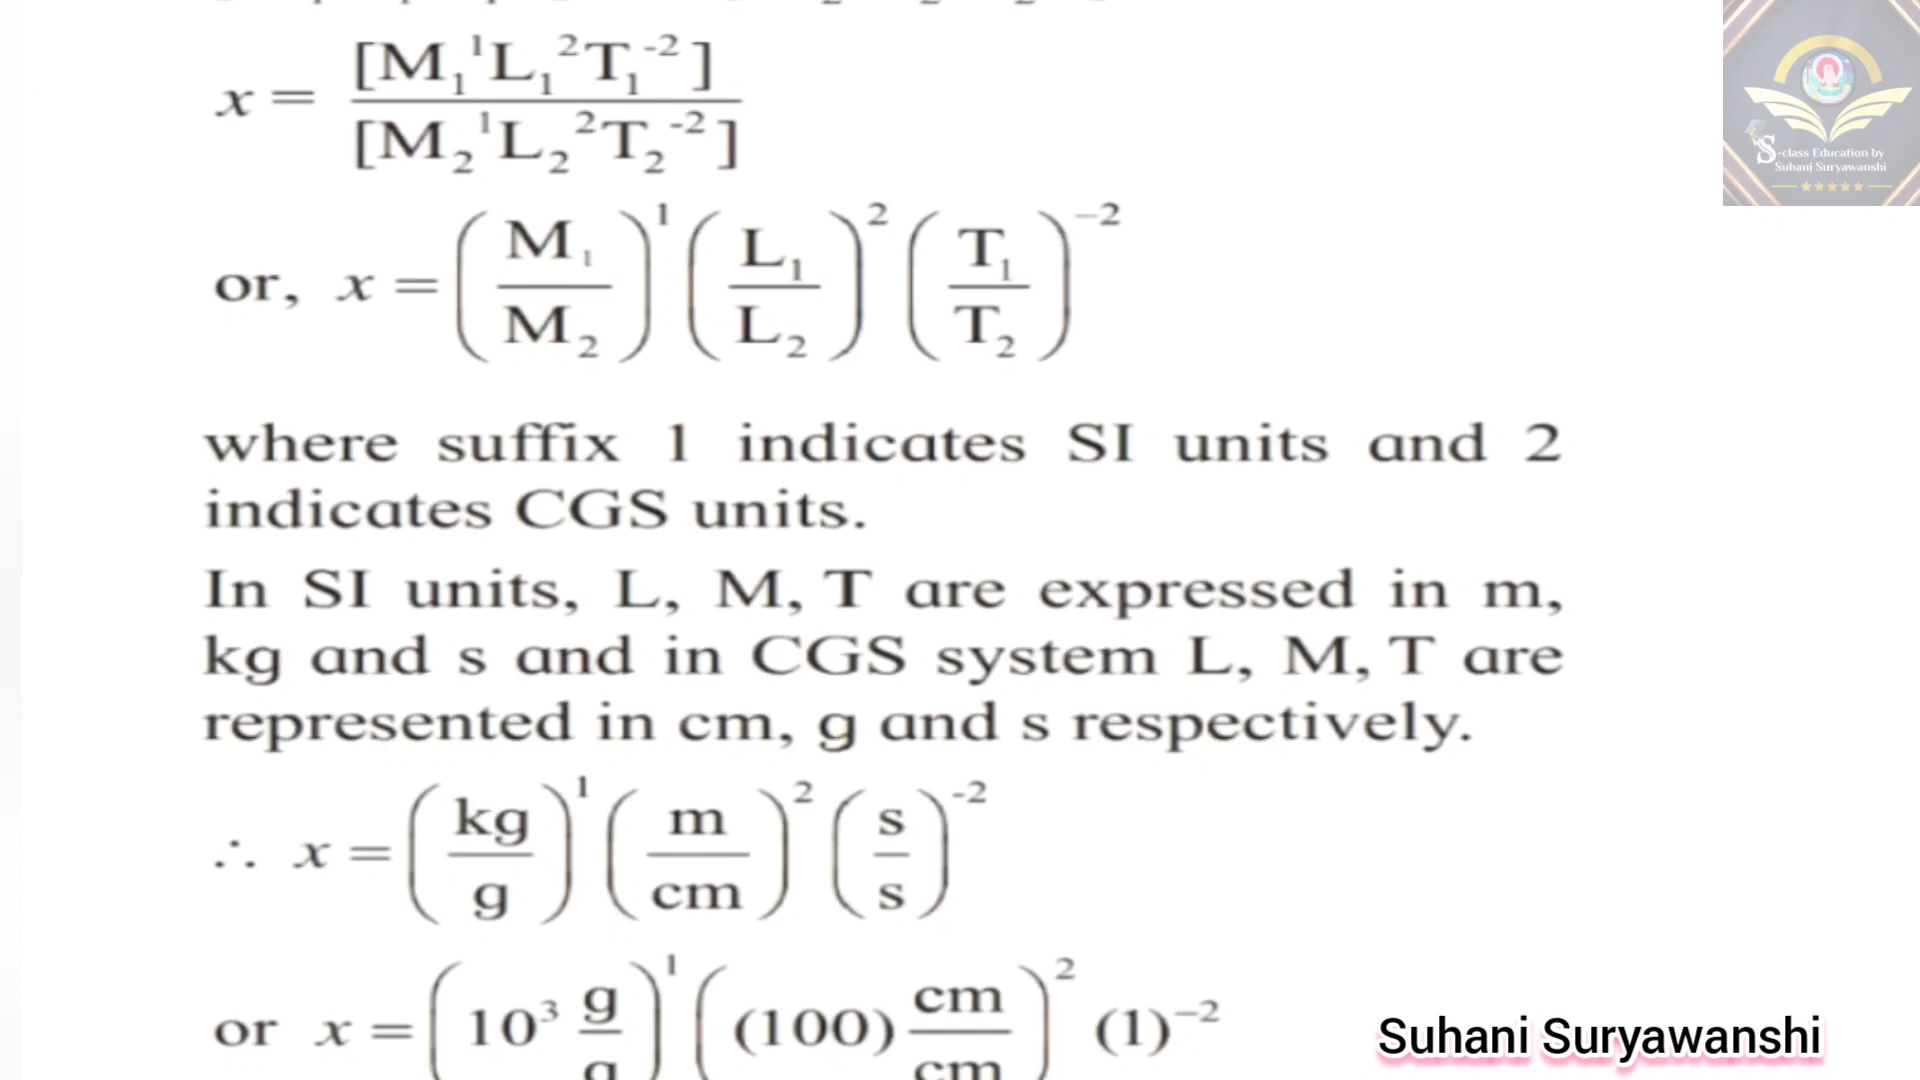 x = [M₁¹L₁²T₁⁻²] / [M₂¹L₂²T₂⁻²]
or, x = (M₁/M₂)¹ (L₁/L₂)² (T₁/T₂)⁻²
where suffix 1 indicates SI units and 2
indicates CGS units.
In SI units, L, M, T are expressed in m,
kg and s and in CGS system L, M, T are
represented in cm, g and s respectively.
∴ x = (kg/g)¹ (m/cm)² (s/s)⁻²
or x = (10³ g/g)¹ ((100) cm/cm)² (1)⁻²
S-class Education by
Suhani Suryawanshi
Suhani Suryawanshi